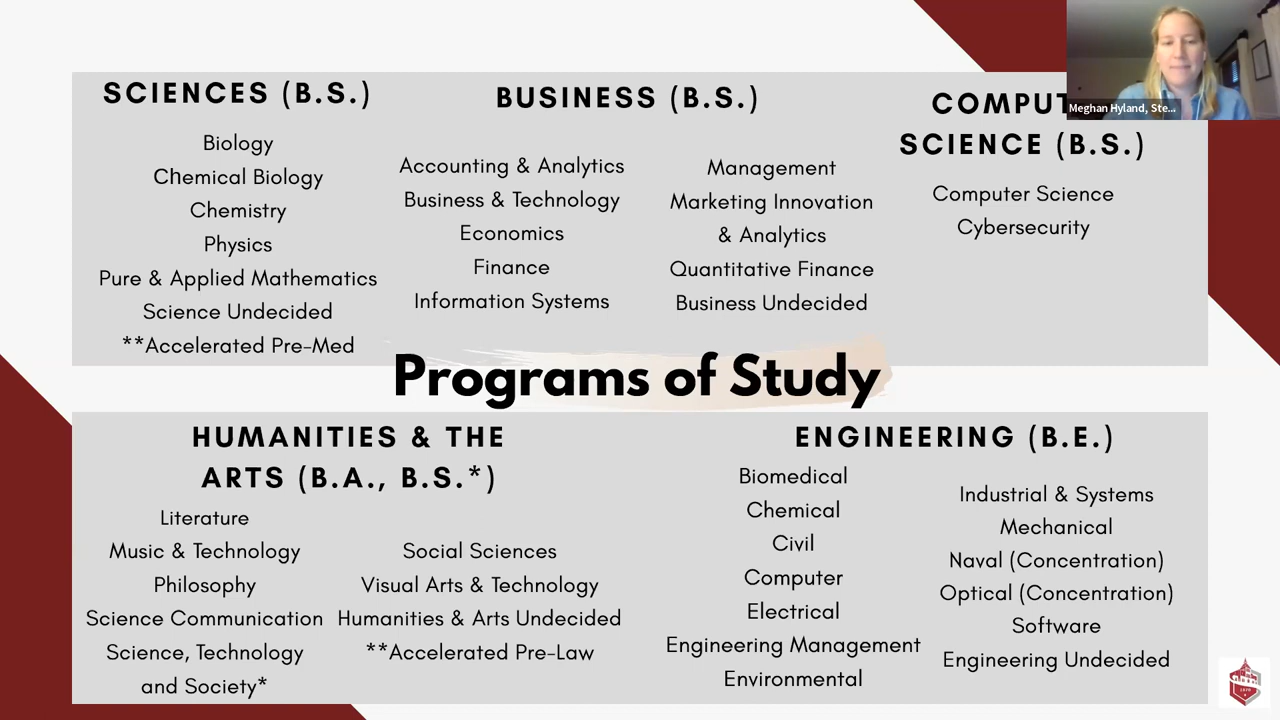 SCIENCES (B.S.)
Biology
Chemical Biology
Chemistry
Physics
Pure & Applied Mathematics
Science Undecided
**Accelerated Pre-Med
BUSINESS (B.S.)
Accounting & Analytics
Business & Technology
Economics
Finance
Information Systems
Management
Marketing Innovation
& Analytics
Quantitative Finance
Business Undecided
COMPUT
SCIENCE (B.S.)
Computer Science
Cybersecurity
Meghan Hyland, Ste...
Programs of Study
HUMANITIES & THE
ARTS (B.A., B.S.*)
Literature
Music & Technology
Philosophy
Science Communication
Science, Technology
and Society*
Social Sciences
Visual Arts & Technology
Humanities & Arts Undecided
**Accelerated Pre-Law
ENGINEERING (B.E.)
Biomedical
Chemical
Civil
Computer
Electrical
Engineering Management
Environmental
Industrial & Systems
Mechanical
Naval (Concentration)
Optical (Concentration)
Software
Engineering Undecided
1870